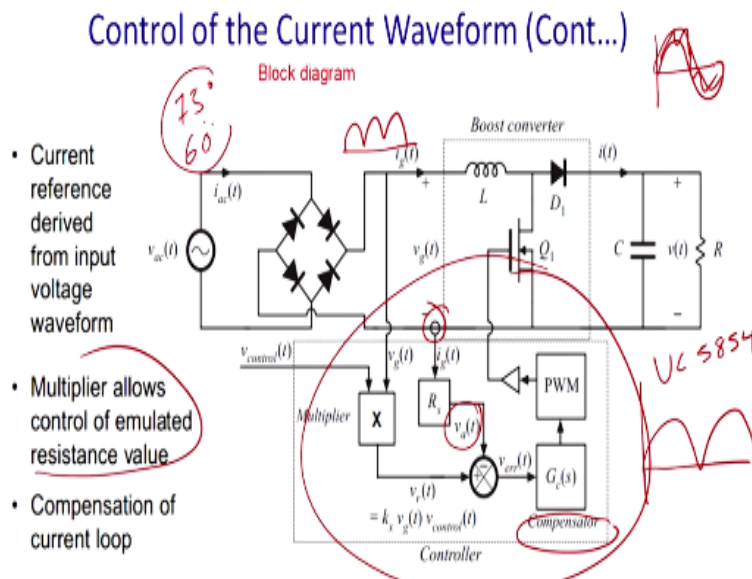 Control of the Current Waveform (Cont...)
Block diagram
73°
60
• Current
reference
derived
from input
voltage
waveform
• Multiplier allows
control of emulated
resistance value
• Compensation of
current loop
Boost converter
i_ac(t)
i_g(t)
i(t)
L
D_1
v_ac(t)
v_g(t)
Q_1
C
v(t)
R
+
−
+
−
v_control(t)
v_g(t)
i_g(t)
Multiplier
X
R_s
v_a(t)
PWM
UC 5854
+
−
v_err(t)
G_c(s)
v_r(t)
= k_x v_g(t) v_control(t)
Compensator
Controller